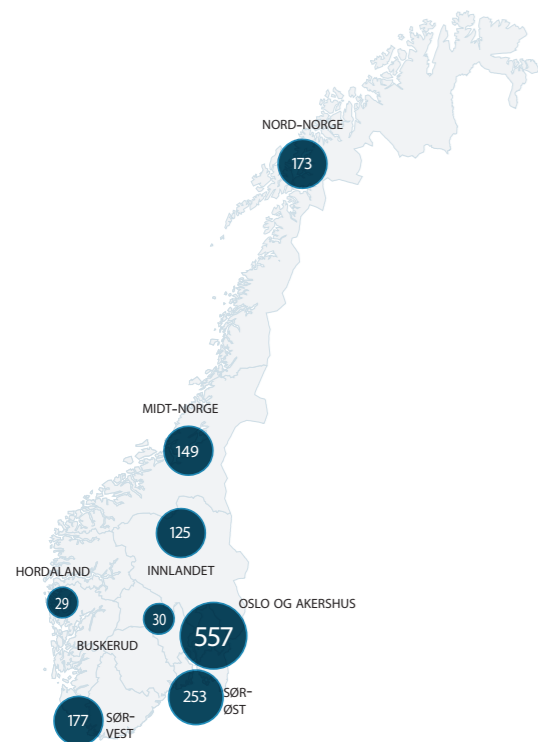 NORD-NORGE
173
MIDT-NORGE
149
125
INNLANDET
HORDALAND
29
30
BUSKERUD
OSLO OG AKERSHUS
557
253
SØR-
ØST
177
SØR-
VEST